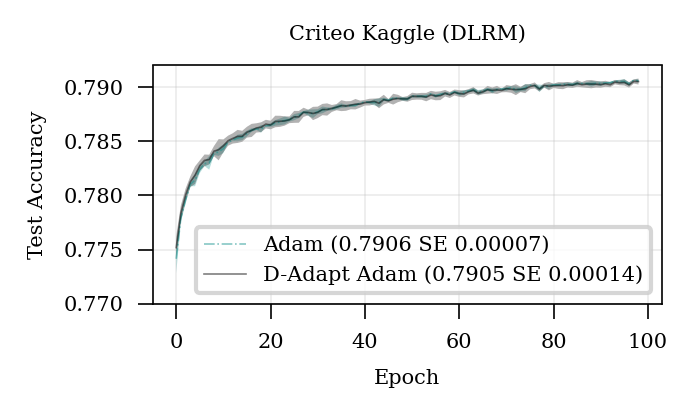 Criteo Kaggle (DLRM)
Test Accuracy
0.790
0.785
0.780
0.775
0.770
Adam (0.7906 SE 0.00007)
D-Adapt Adam (0.7905 SE 0.00014)
0 20 40 60 80 100
Epoch